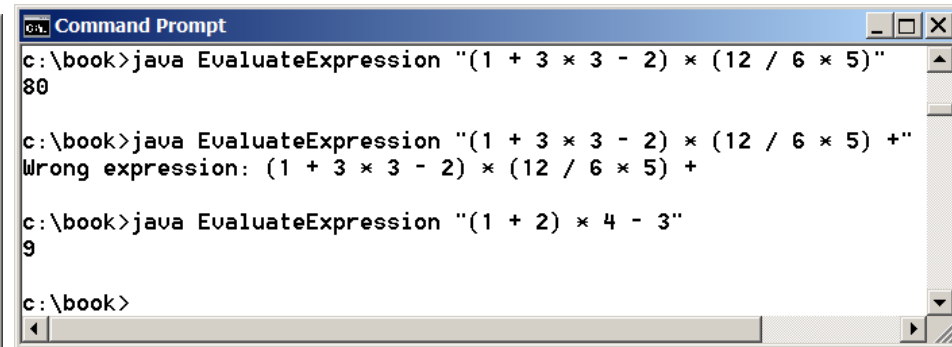 C:\. Command Prompt
c:\book>java EvaluateExpression "(1 + 3 * 3 - 2) * (12 / 6 * 5)"
80
c:\book>java EvaluateExpression "(1 + 3 * 3 - 2) * (12 / 6 * 5) +"
Wrong expression: (1 + 3 * 3 - 2) * (12 / 6 * 5) +
c:\book>java EvaluateExpression "(1 + 2) * 4 - 3"
9
c:\book>